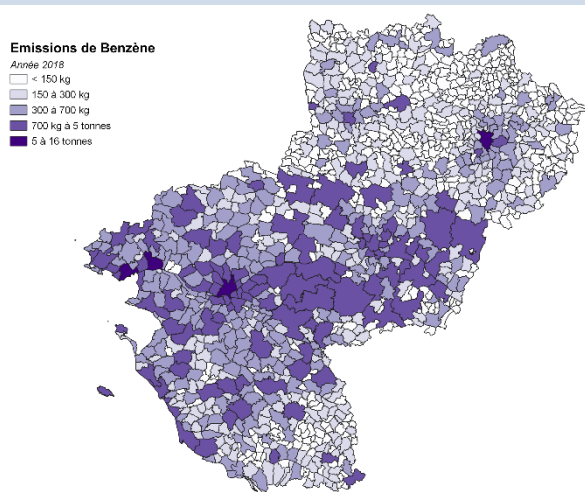 Emissions de Benzène
Année 2018
< 150 kg
150 à 300 kg
300 à 700 kg
700 kg à 5 tonnes
5 à 16 tonnes